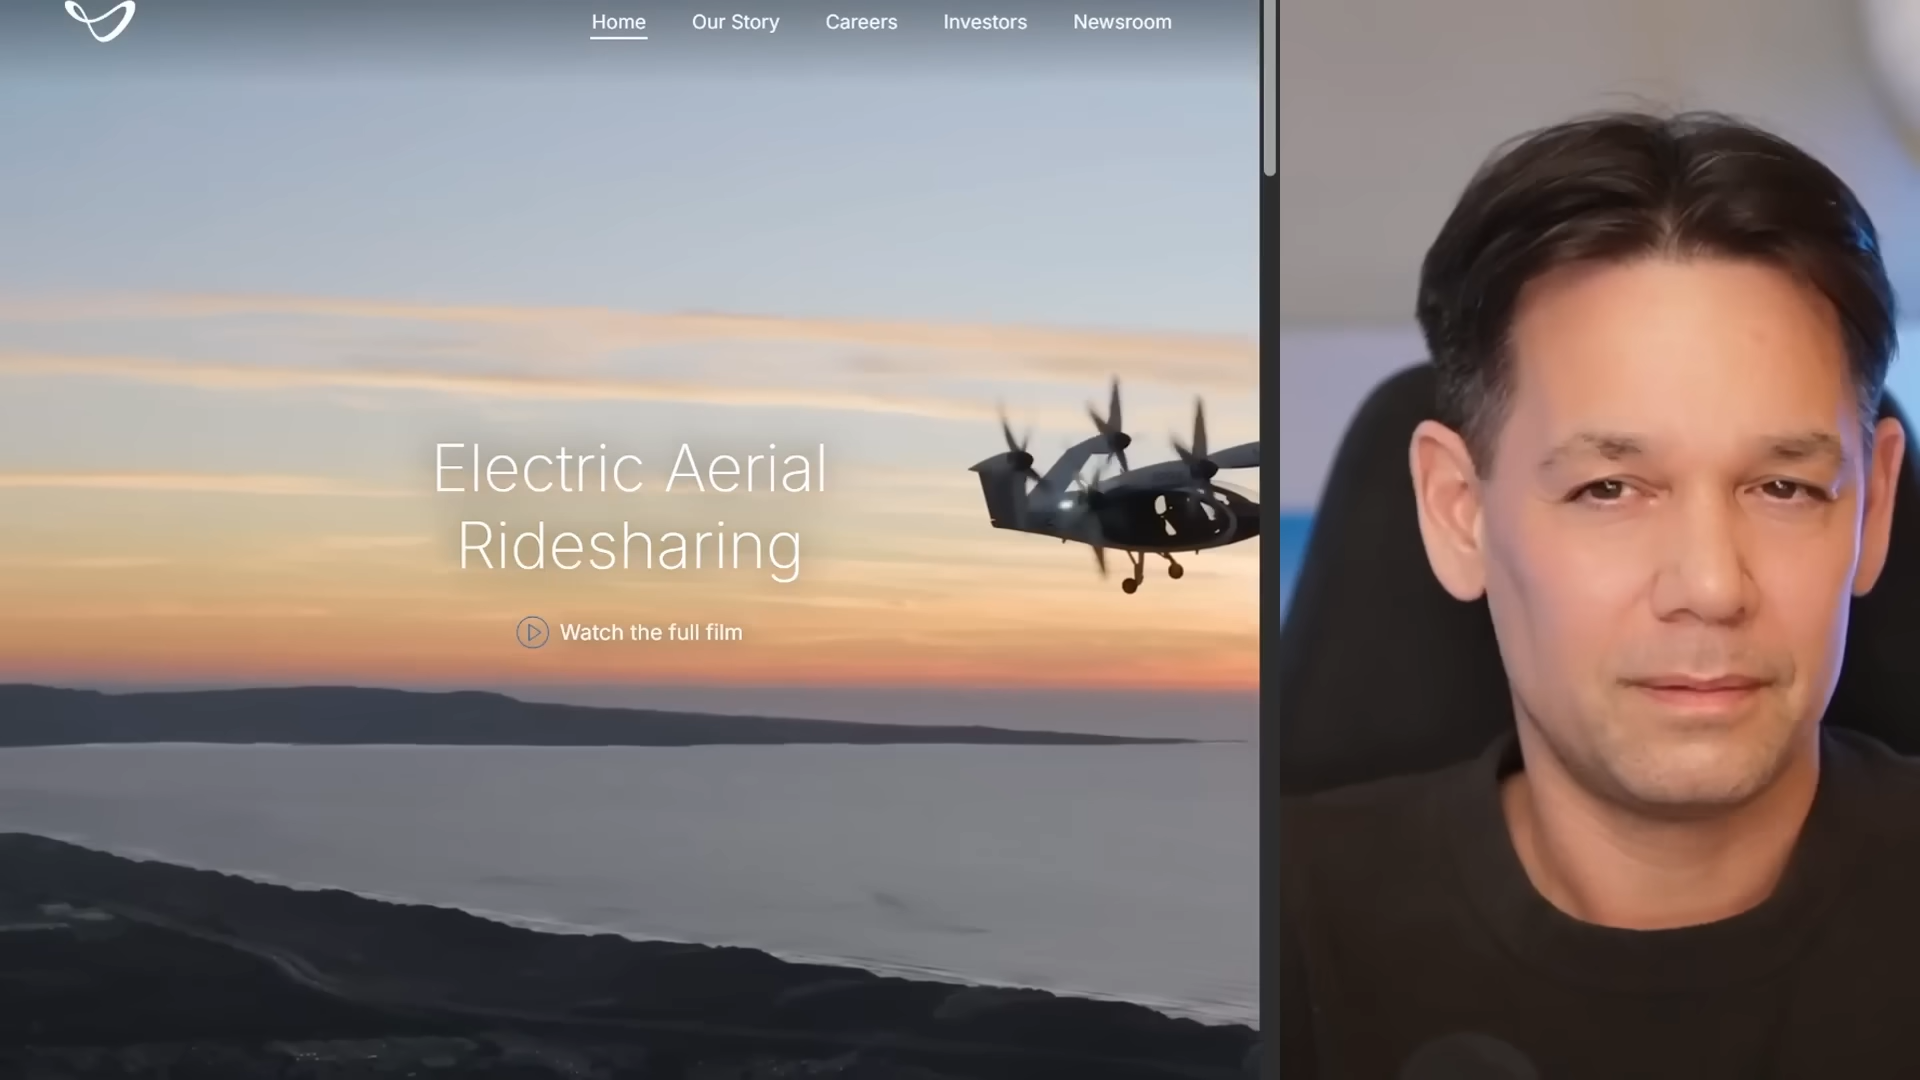 Home Our Story Careers Investors Newsroom
Electric Aerial
Ridesharing
Watch the full film